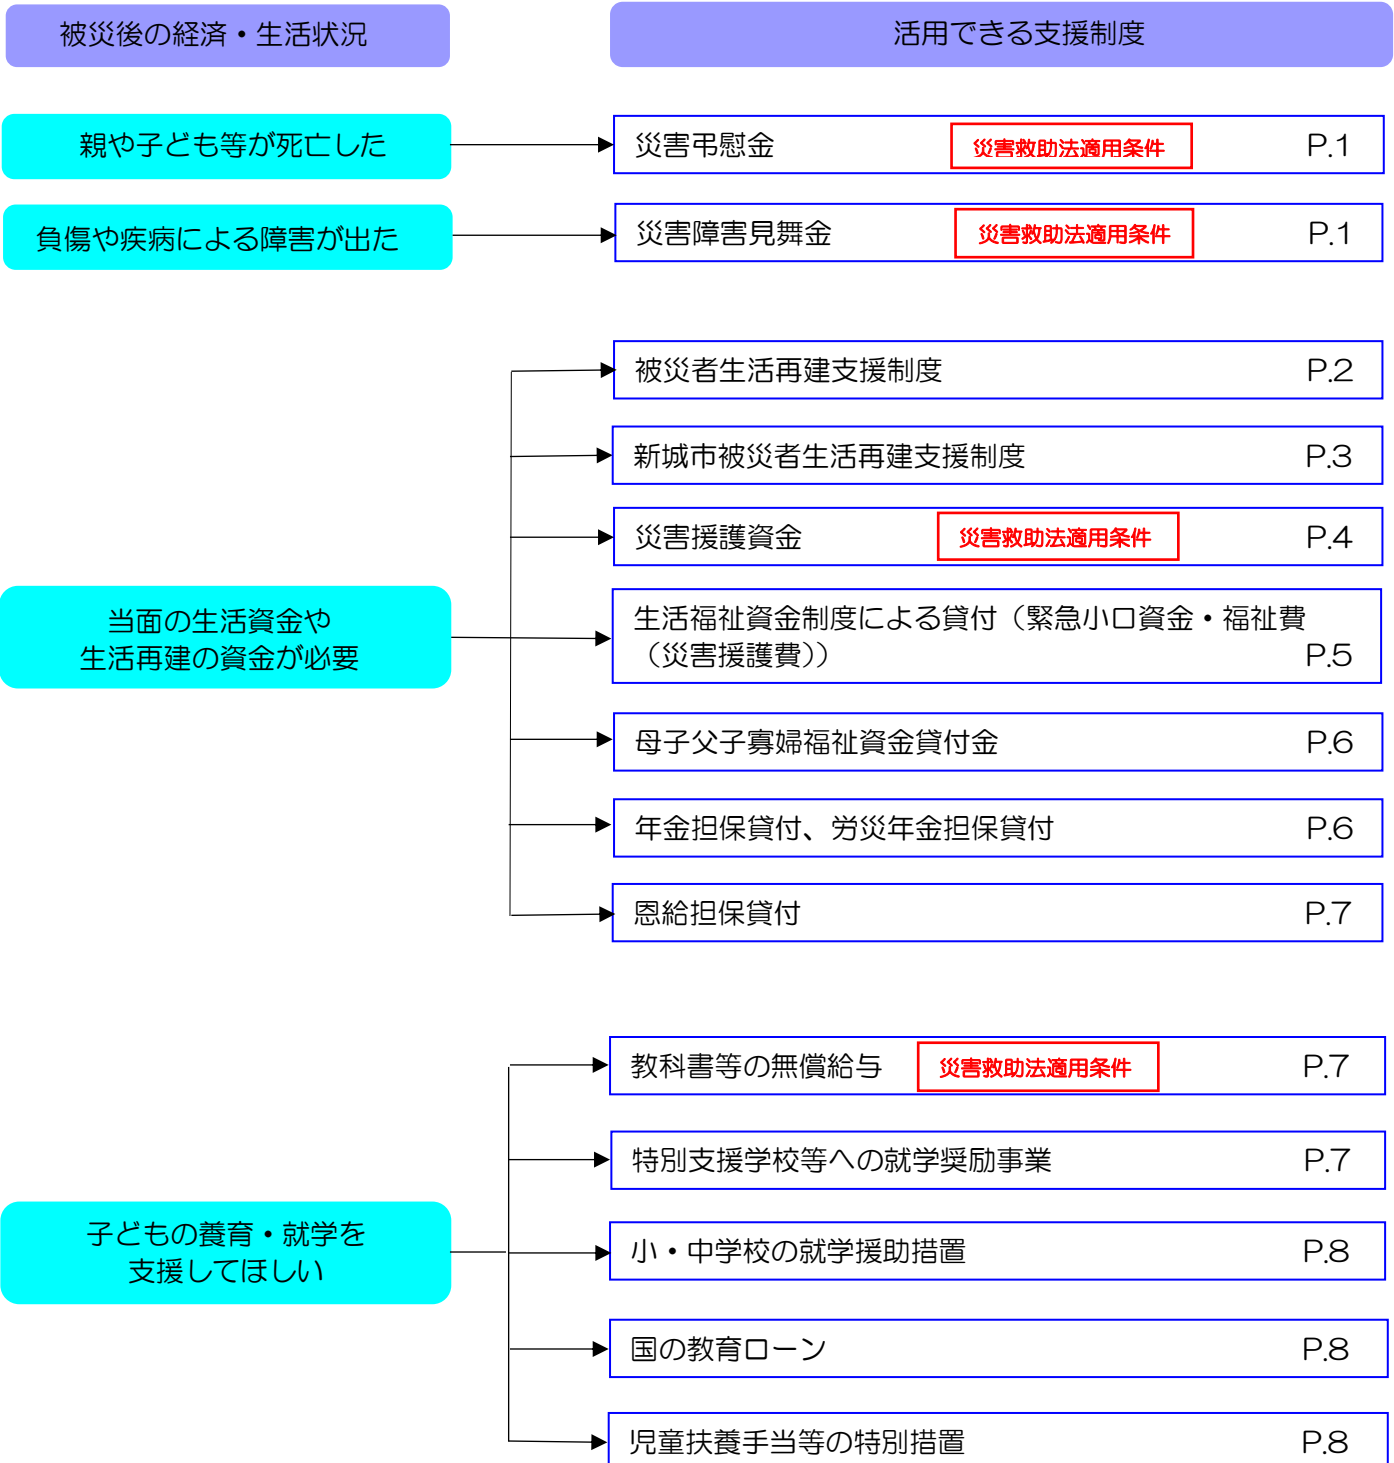 被災後の経済・生活状況
活用できる支援制度
親や子ども等が死亡した
災害弔慰金 災害救助法適用条件 P.1
負傷や疾病による障害が出た
災害障害見舞金 災害救助法適用条件 P.1
当面の生活資金や
生活再建の資金が必要
被災者生活再建支援制度 P.2
新城市被災者生活再建支援制度 P.3
災害援護資金 災害救助法適用条件 P.4
生活福祉資金制度による貸付（緊急小口資金・福祉費
（災害援護費）） P.5
母子父子寡婦福祉資金貸付金 P.6
年金担保貸付、労災年金担保貸付 P.6
恩給担保貸付 P.7
子どもの養育・就学を
支援してほしい
教科書等の無償給与 災害救助法適用条件 P.7
特別支援学校等への就学奨励事業 P.7
小・中学校の就学援助措置 P.8
国の教育ローン P.8
児童扶養手当等の特別措置 P.8